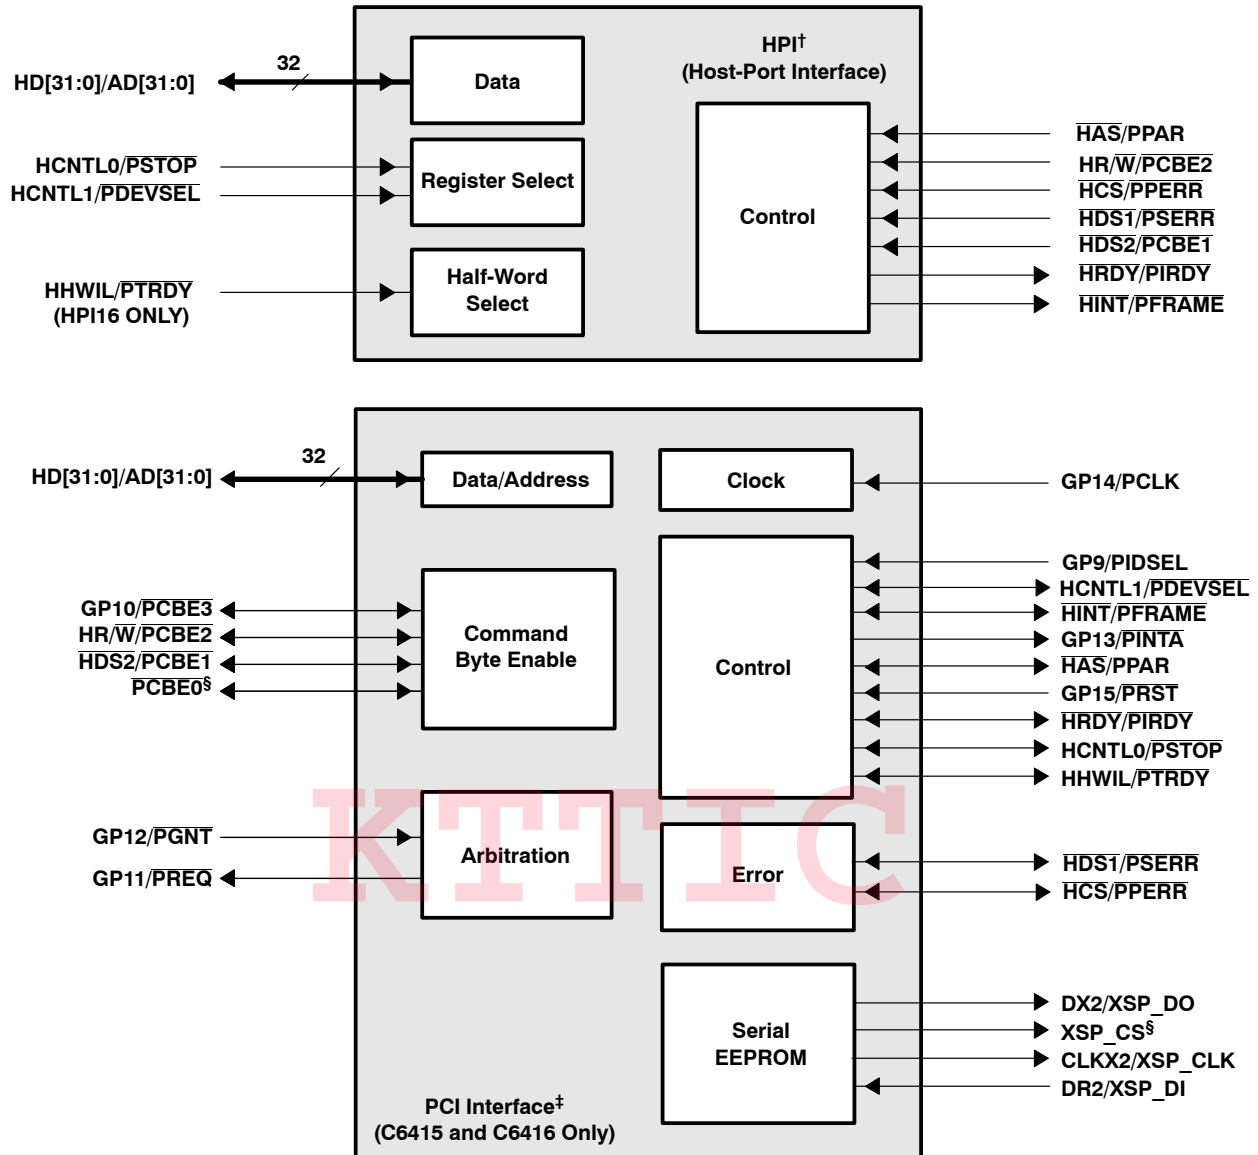 HPI†
(Host-Port Interface)
32
HD[31:0]/AD[31:0]
Data
HCNTL0/PSTOP
HCNTL1/PDEVSEL
Register Select
HHWIL/PTRDY
(HPI16 ONLY)
Half-Word
Select
Control
HAS/PPAR
HR/W/PCBE2
HCS/PPERR
HDS1/PSERR
HDS2/PCBE1
HRDY/PIRDY
HINT/PFRAME
32
HD[31:0]/AD[31:0]
Data/Address
Clock
GP14/PCLK
GP10/PCBE3
HR/W/PCBE2
HDS2/PCBE1
PCBE0§
Command
Byte Enable
Control
GP9/PIDSEL
HCNTL1/PDEVSEL
HINT/PFRAME
GP13/PINTA
HAS/PPAR
GP15/PRST
HRDY/PIRDY
HCNTL0/PSTOP
HHWIL/PTRDY
GP12/PGNT
GP11/PREQ
Arbitration
Error
HDS1/PSERR
HCS/PPERR
KTTIC
Serial
EEPROM
DX2/XSP_DO
XSP_CS§
CLKX2/XSP_CLK
DR2/XSP_DI
PCI Interface‡
(C6415 and C6416 Only)